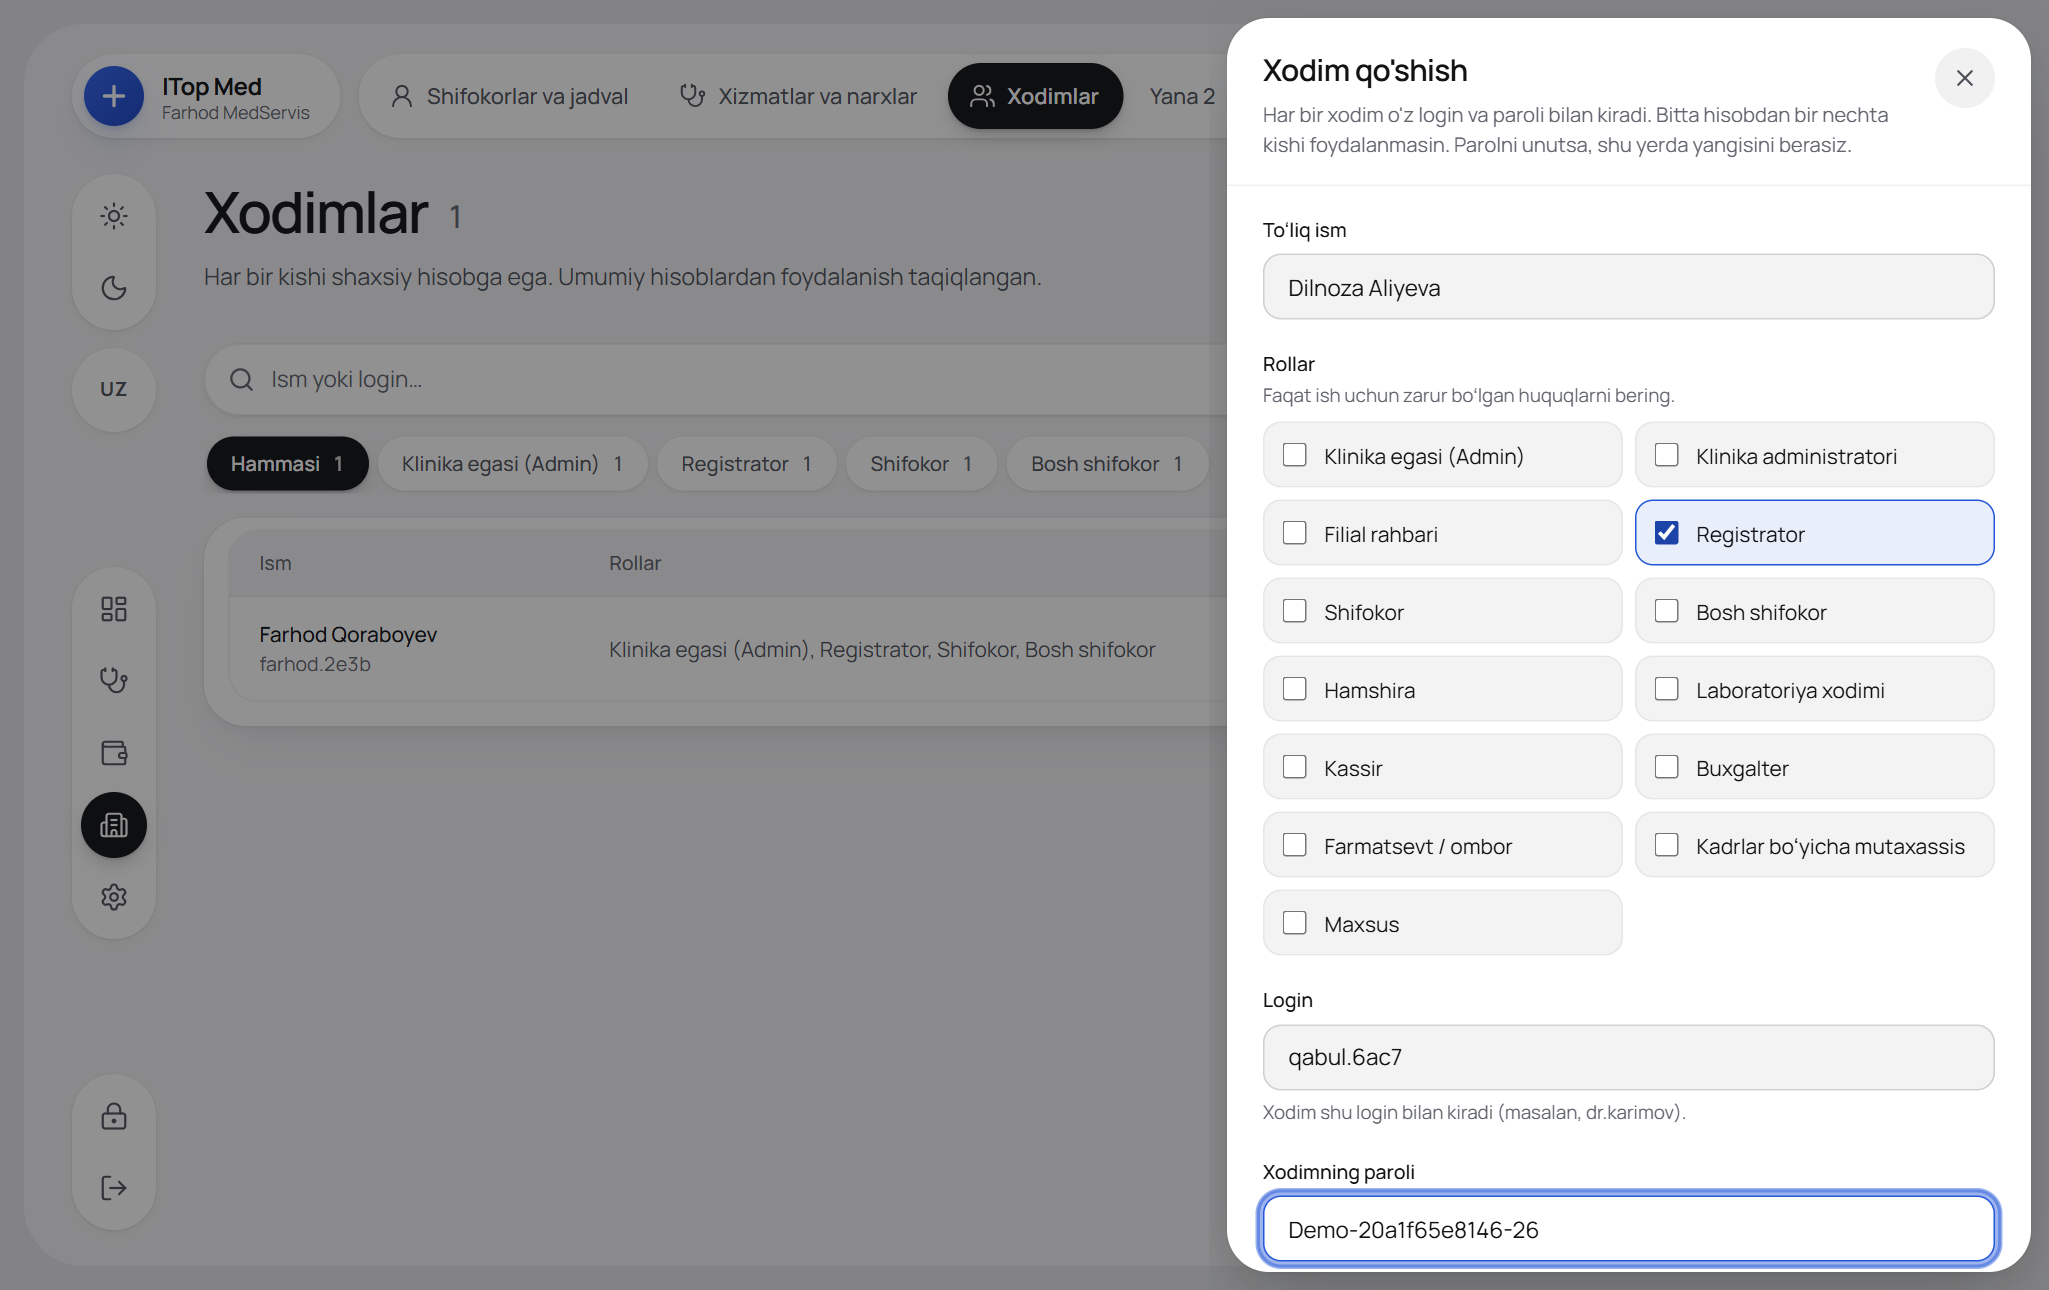 ITop Med
Farhod MedServis
Shifokorlar va jadval
Xizmatlar va narxlar
Xodimlar
Yana 2
UZ
Xodimlar 1
Har bir kishi shaxsiy hisobga ega. Umumiy hisoblardan foydalanish taqiqlangan.
Ism yoki login...
Hammasi 1
Klinika egasi (Admin) 1
Registrator 1
Shifokor 1
Bosh shifokor 1
Ism Rollar
Farhod Qoraboyev
farhod.2e3b
Klinika egasi (Admin), Registrator, Shifokor, Bosh shifokor
Xodim qo'shish
Har bir xodim o'z login va paroli bilan kiradi. Bitta hisobdan bir nechta
kishi foydalanmasin. Parolni unutsa, shu yerda yangisini berasiz.
Toʻliq ism
Dilnoza Aliyeva
Rollar
Faqat ish uchun zarur boʻlgan huquqlarni bering.
Klinika egasi (Admin)
Klinika administratori
Filial rahbari
Registrator
Shifokor
Bosh shifokor
Hamshira
Laboratoriya xodimi
Kassir
Buxgalter
Farmatsevt / ombor
Kadrlar boʻyicha mutaxassis
Maxsus
Login
qabul.6ac7
Xodim shu login bilan kiradi (masalan, dr.karimov).
Xodimning paroli
Demo-20a1f65e8146-26